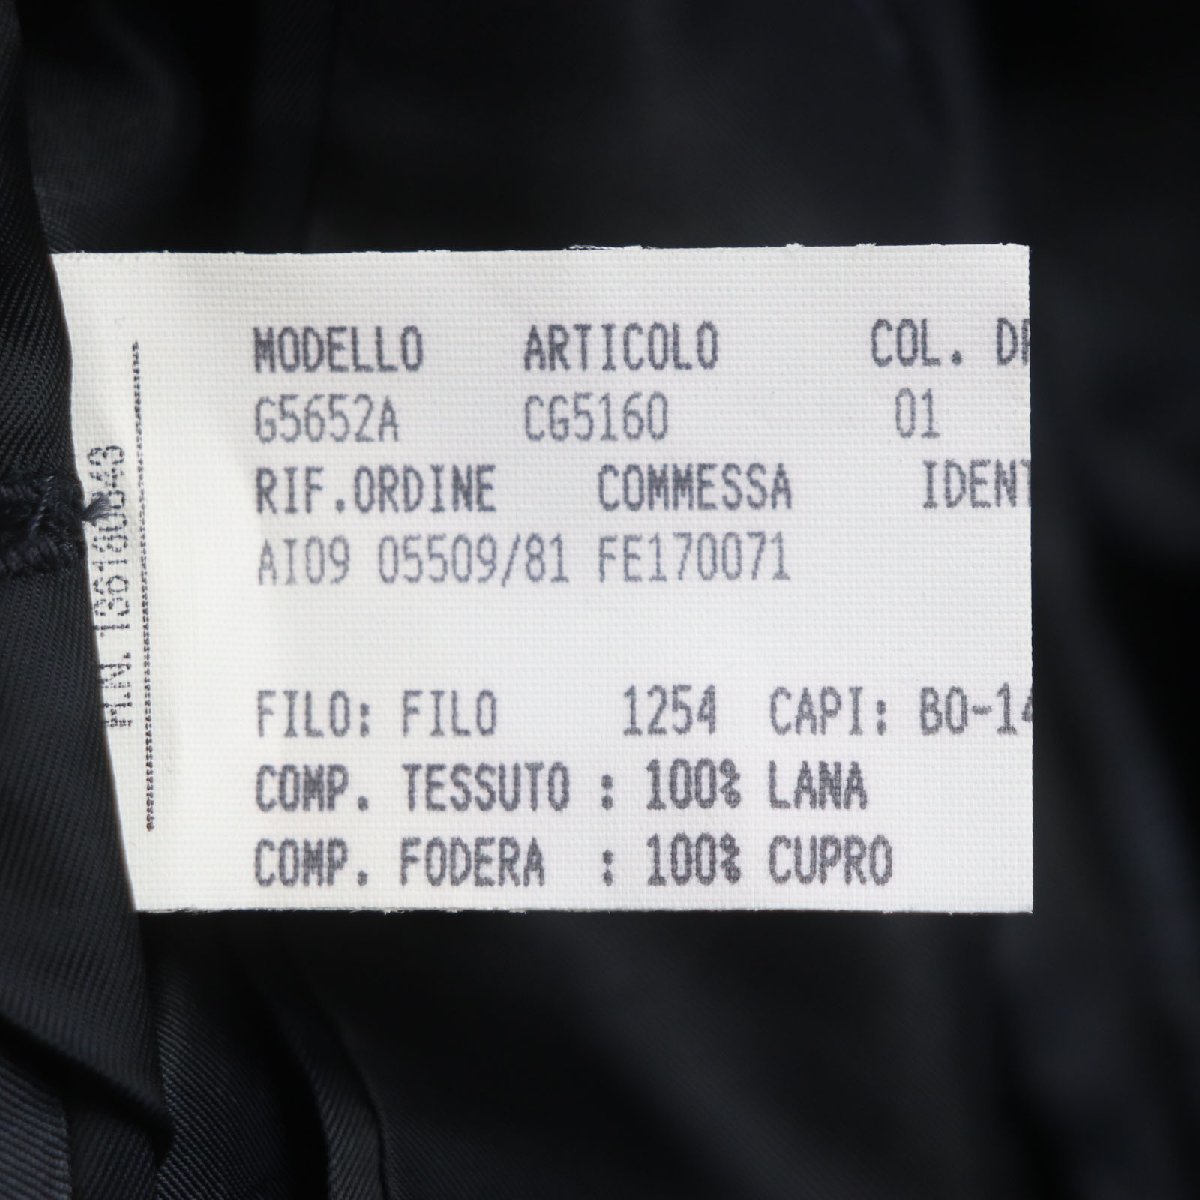 MODELLO ARTICOLO COL.
G5652A CG5160 01
RIF.ORDINE COMMESSA IDENT
AI09 05509/81 FE170071
FILO: FILO 1254 CAPI: BO-14
COMP. TESSUTO : 100% LANA
COMP. FODERA : 100% CUPRO